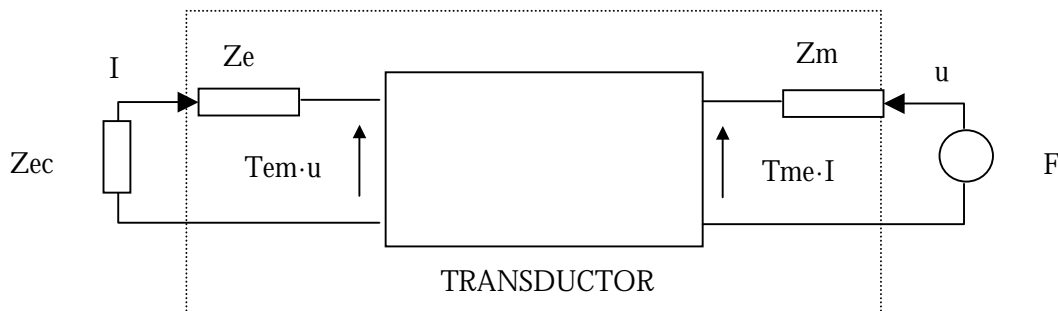 Ze
Zm
I
u
Zec
Tem·u
Tme·I
F
TRANSDUCTOR